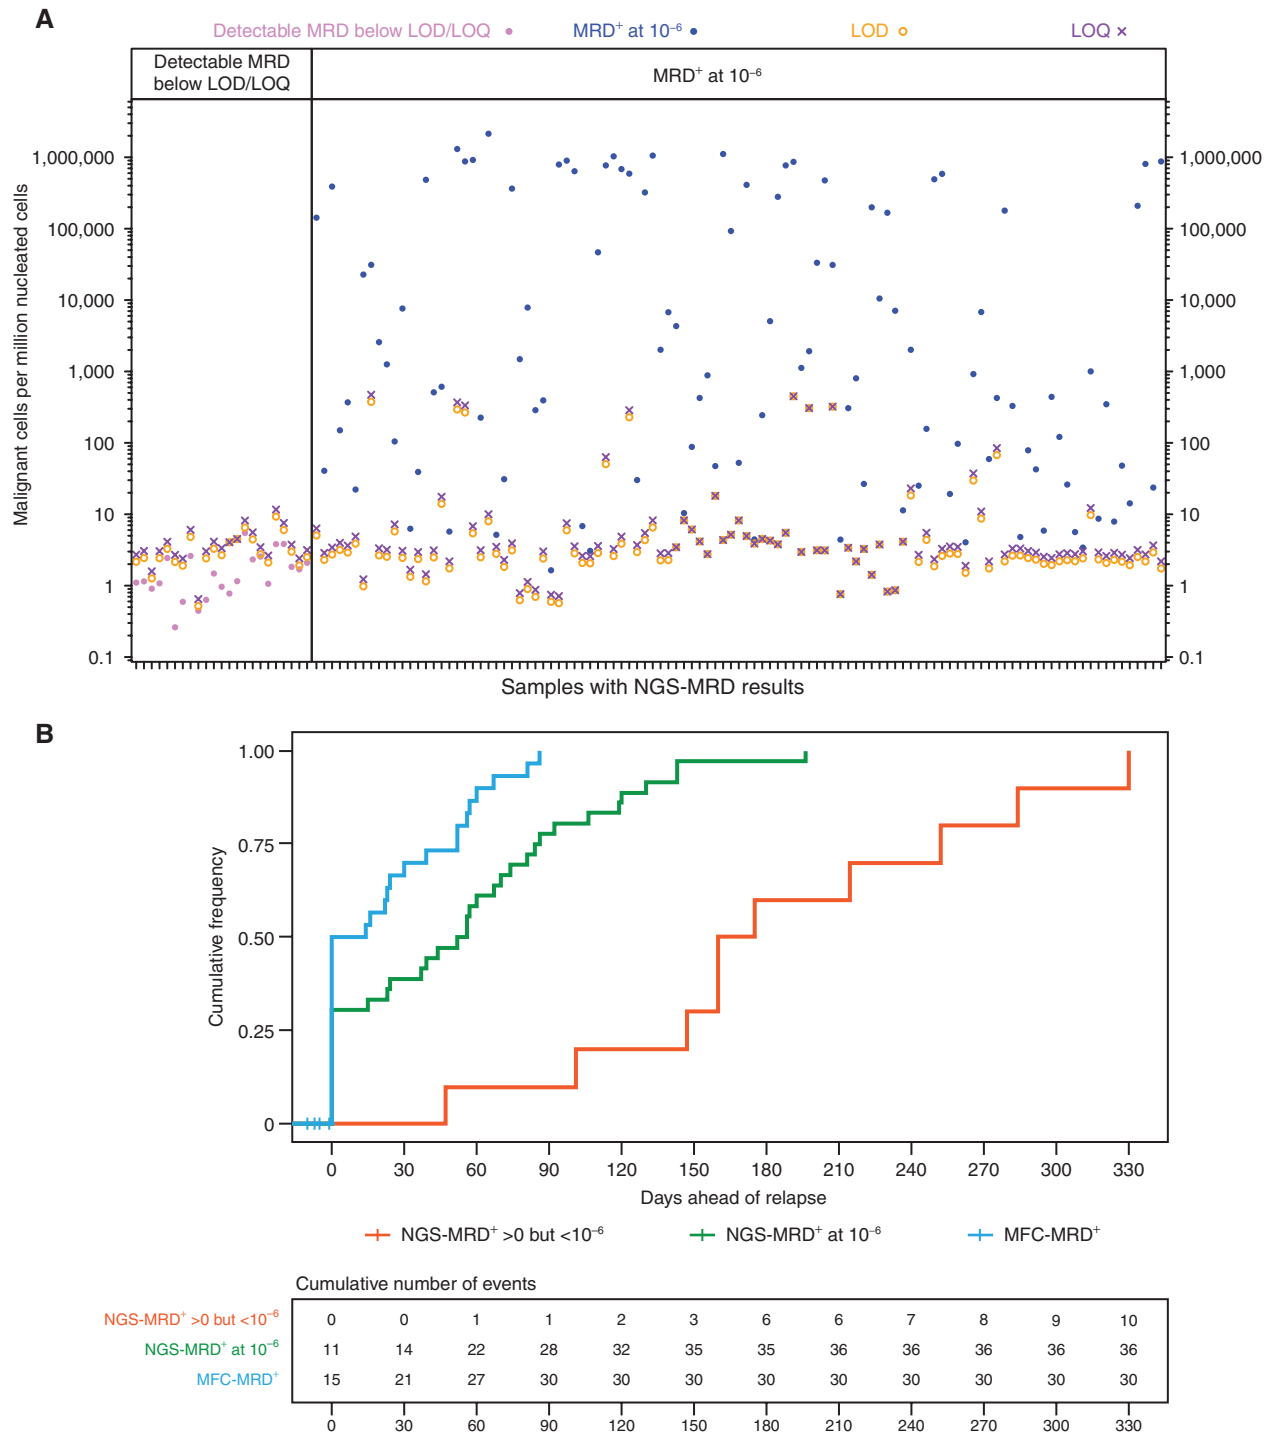 A
Detectable MRD below LOD/LOQ MRD⁺ at 10⁻⁶ LOD LOQ
Detectable MRD
below LOD/LOQ
MRD⁺ at 10⁻⁶
Malignant cells per million nucleated cells
1,000,000 1,000,000
100,000 100,000
10,000 10,000
1,000 1,000
100 100
10 10
1 1
0.1 0.1
Samples with NGS-MRD results
B
Cumulative frequency
1.00
0.75
0.50
0.25
0
0 30 60 90 120 150 180 210 240 270 300 330
Days ahead of relapse
NGS-MRD⁺ >0 but <10⁻⁶ NGS-MRD⁺ at 10⁻⁶ MFC-MRD⁺
Cumulative number of events
NGS-MRD⁺ >0 but <10⁻⁶ 0 0 1 1 2 3 6 6 7 8 9 10
NGS-MRD⁺ at 10⁻⁶ 11 14 22 28 32 35 35 36 36 36 36 36
MFC-MRD⁺ 15 21 27 30 30 30 30 30 30 30 30 30
0 30 60 90 120 150 180 210 240 270 300 330